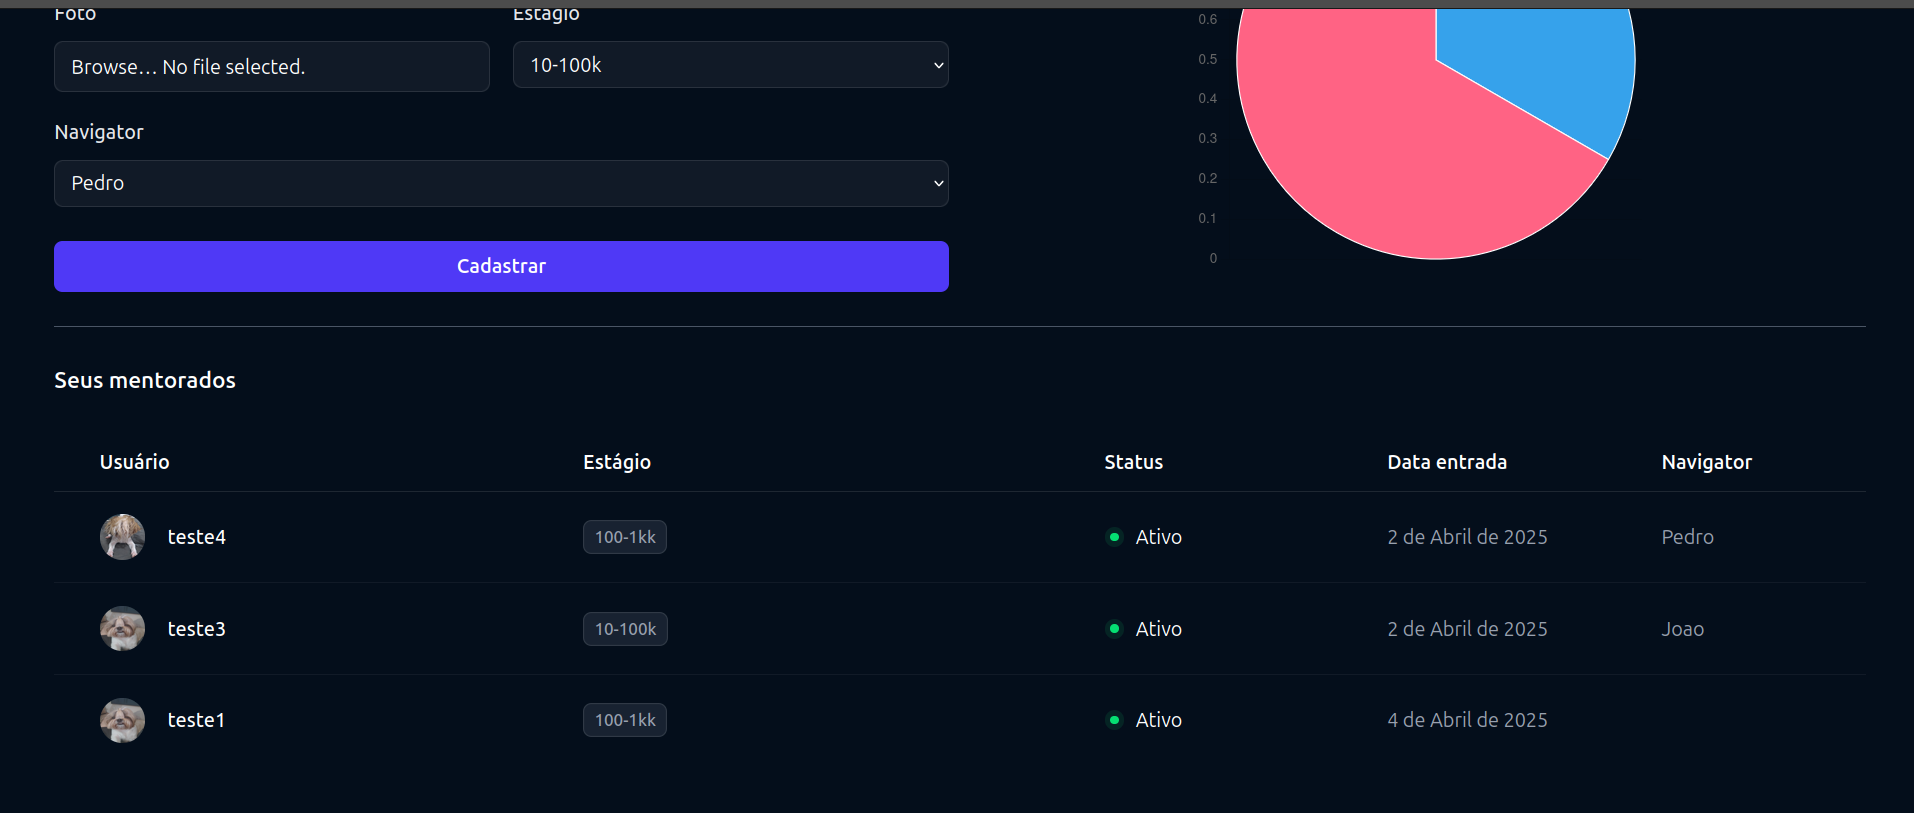 Foto
Estágio
Browse... No file selected.
10-100k
Navigator
Pedro
Cadastrar
0.6
0.5
0.4
0.3
0.2
0.1
0
Seus mentorados
Usuário Estágio Status Data entrada Navigator
teste4 100-1kk Ativo 2 de Abril de 2025 Pedro
teste3 10-100k Ativo 2 de Abril de 2025 Joao
teste1 100-1kk Ativo 4 de Abril de 2025